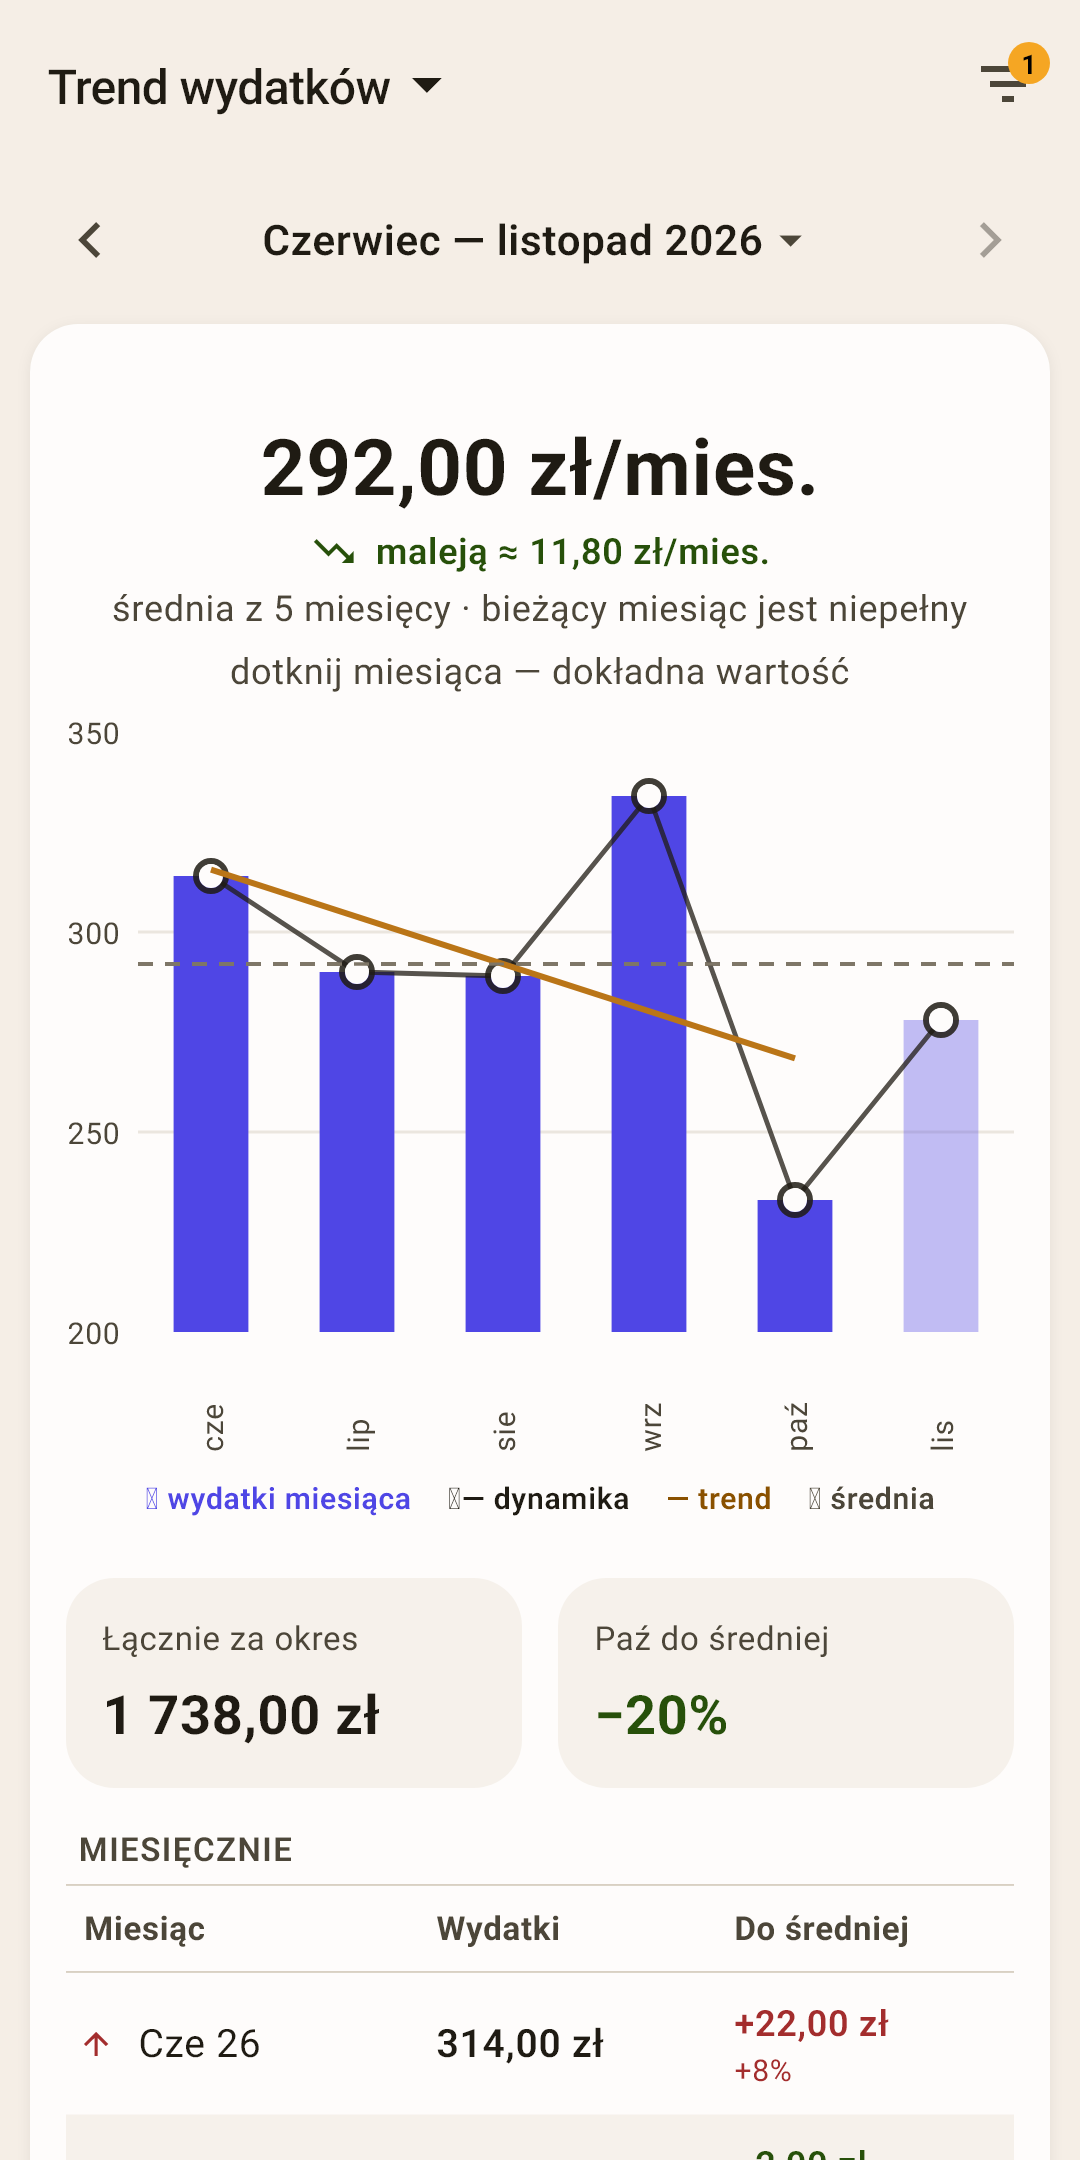 Trend wydatków
1
Czerwiec — listopad 2026
292,00 zł/mies.
maleją ≈ 11,80 zł/mies.
średnia z 5 miesięcy · bieżący miesiąc jest niepełny
dotknij miesiąca — dokładna wartość
350
300
250
200
cze lip sie wrz paź lis
wydatki miesiąca — dynamika — trend średnia
Łącznie za okres
1 738,00 zł
Paź do średniej
−20%
MIESIĘCZNIE
Miesiąc Wydatki Do średniej
↑ Cze 26 314,00 zł +22,00 zł
+8%